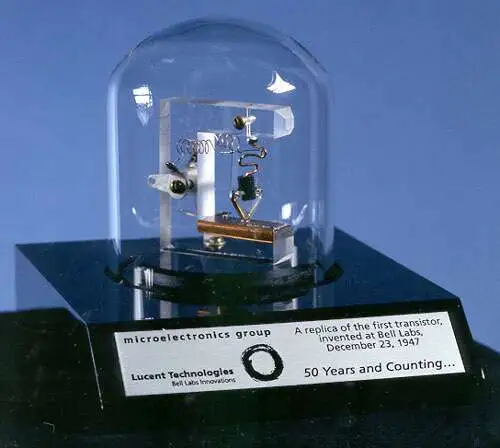 microelectronics group
Lucent Technologies
Bell Labs Innovations
A replica of the first transistor,
invented at Bell Labs,
December 23, 1947
50 Years and Counting...